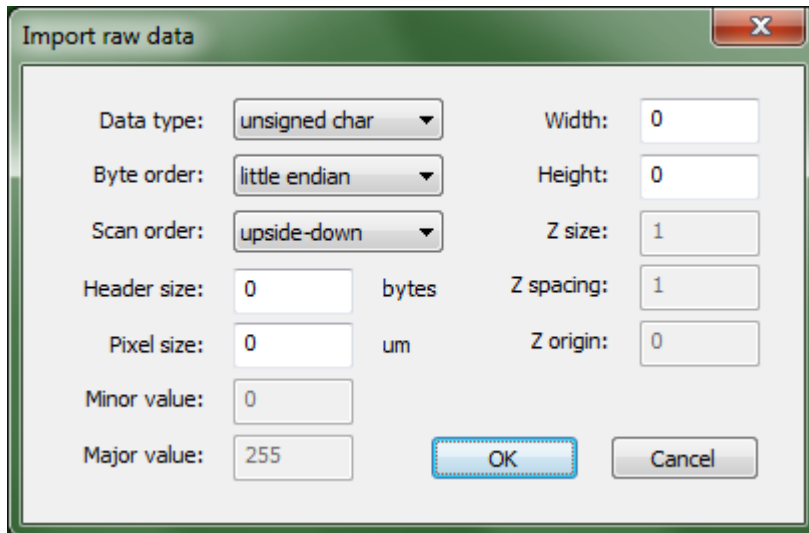 Import raw data
Data type: unsigned char Width: 0
Byte order: little endian Height: 0
Scan order: upside-down Z size: 1
Header size: 0 bytes Z spacing: 1
Pixel size: 0 um Z origin: 0
Minor value: 0
Major value: 255 OK Cancel